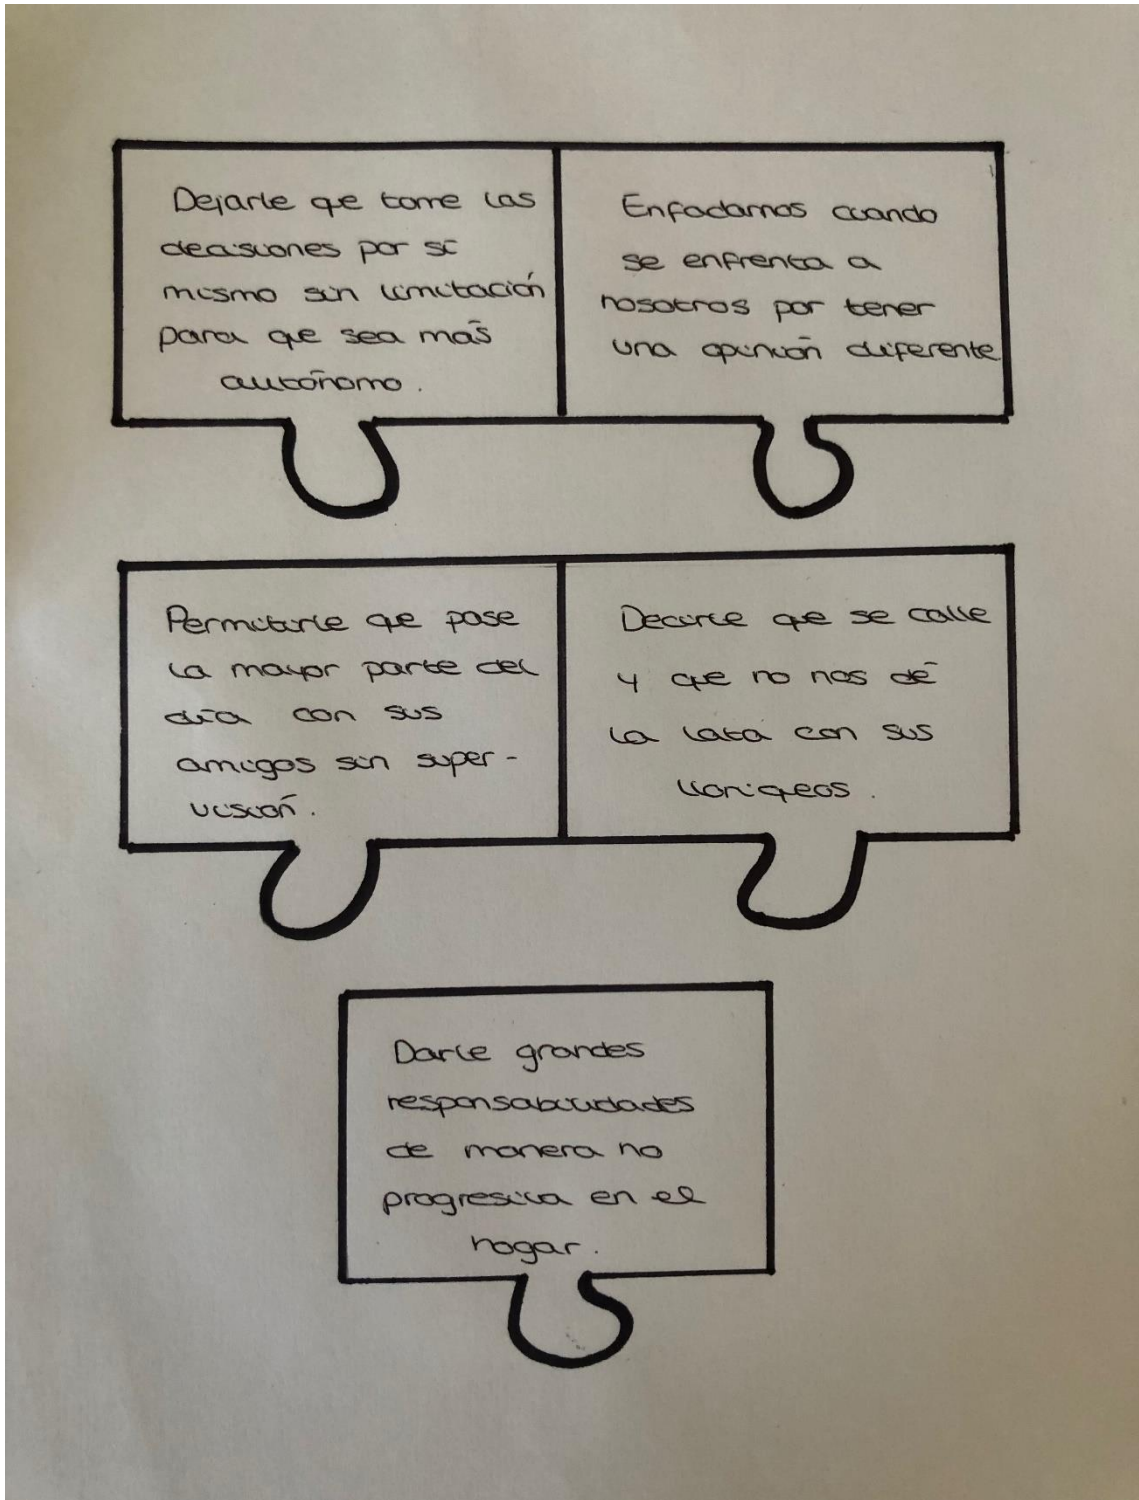 Dejarle que tome las
decisiones por sí
mismo sin limitación
para que sea más
autónomo.
Enfadarnos cuando
se enfrenta a
nosotros por tener
una opinión diferente
Permitirle que pase
la mayor parte del
día con sus
amigos sin super-
visión.
Decirle que se calle
y que no nos dé
la lata con sus
lloriqueos.
Darle grandes
responsabilidades
de manera no
progresiva en el
hogar.